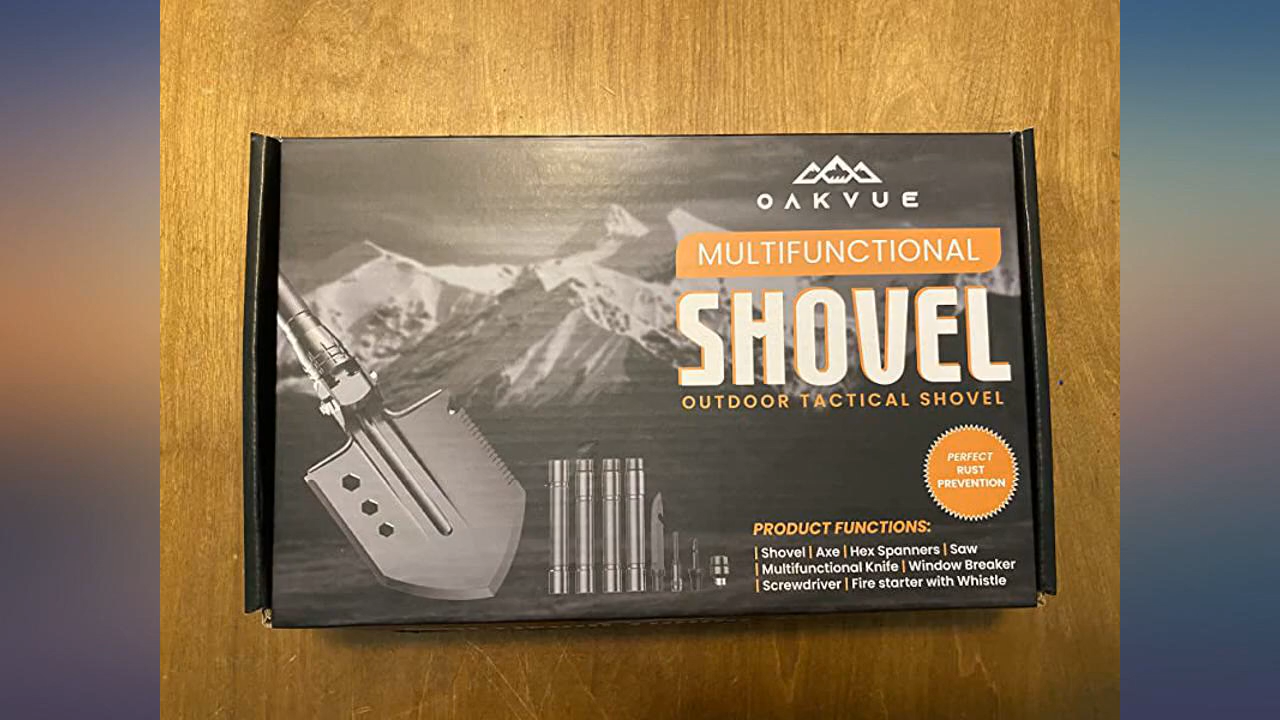 OAKVUE
MULTIFUNCTIONAL
SHOVEL
OUTDOOR TACTICAL SHOVEL
PERFECT
RUST
PREVENTION
PRODUCT FUNCTIONS:
| Shovel | Axe | Hex Spanners | Saw
| Multifunctional Knife | Window Breaker
| Screwdriver | Fire starter with Whistle